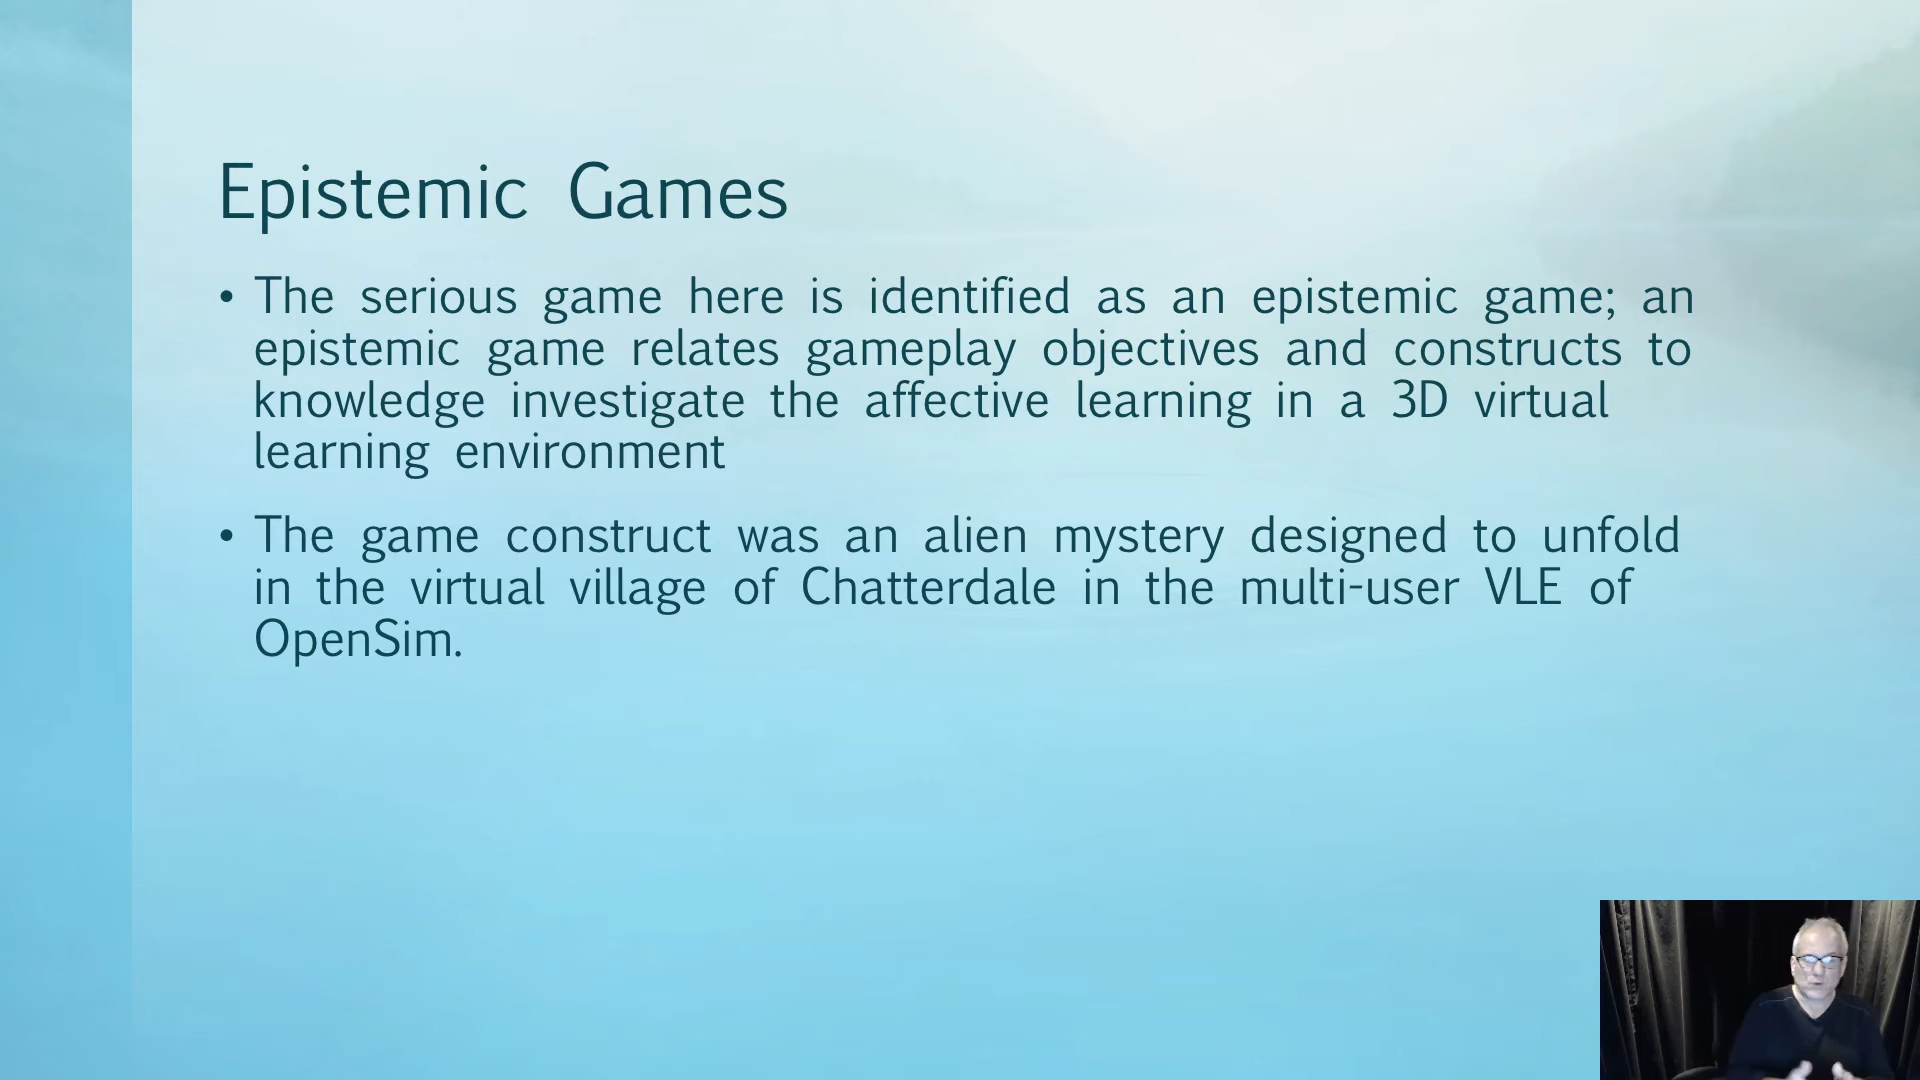 Epistemic Games
• The serious game here is identified as an epistemic game; an
epistemic game relates gameplay objectives and constructs to
knowledge investigate the affective learning in a 3D virtual
learning environment
• The game construct was an alien mystery designed to unfold
in the virtual village of Chatterdale in the multi-user VLE of
OpenSim.